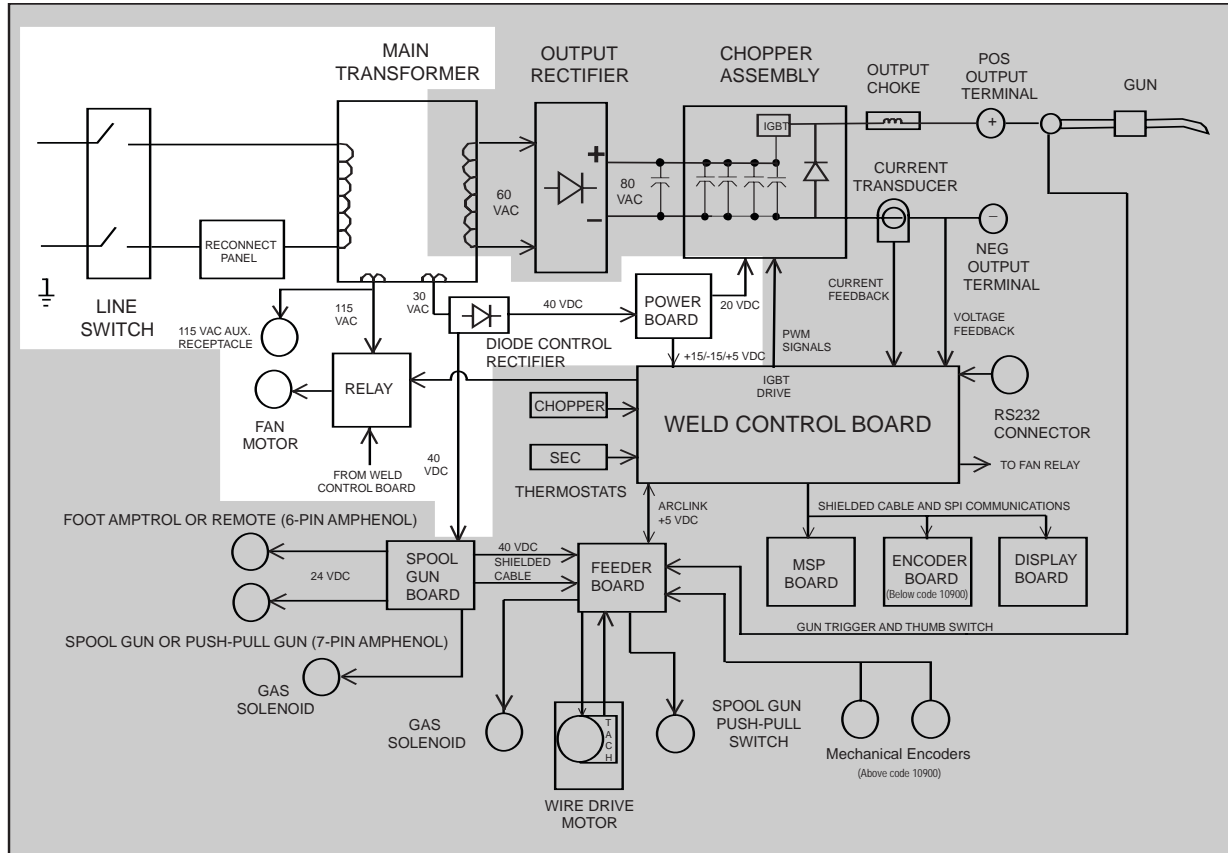 MAIN
TRANSFORMER
OUTPUT
RECTIFIER
CHOPPER
ASSEMBLY
OUTPUT
CHOKE
POS
OUTPUT
TERMINAL
GUN
IGBT
+
+
60
VAC
80
VAC
CURRENT
TRANSDUCER
–
–
NEG
OUTPUT
TERMINAL
RECONNECT
PANEL
LINE
SWITCH
115 VAC AUX.
RECEPTACLE
115
VAC
30
VAC
40 VDC
DIODE CONTROL
RECTIFIER
POWER
BOARD
20 VDC
+15/-15/+5 VDC
PWM
SIGNALS
CURRENT
FEEDBACK
VOLTAGE
FEEDBACK
FAN
MOTOR
RELAY
FROM WELD
CONTROL BOARD
40
VDC
CHOPPER
SEC
THERMOSTATS
IGBT
DRIVE
WELD CONTROL BOARD
RS232
CONNECTOR
TO FAN RELAY
ARCLINK
+5 VDC
SHIELDED CABLE AND SPI COMMUNICATIONS
FOOT AMPTROL OR REMOTE (6-PIN AMPHENOL)
24 VDC
SPOOL
GUN
BOARD
40 VDC
SHIELDED
CABLE
FEEDER
BOARD
MSP
BOARD
ENCODER
BOARD
(Below code 10900)
DISPLAY
BOARD
GUN TRIGGER AND THUMB SWITCH
SPOOL GUN OR PUSH-PULL GUN (7-PIN AMPHENOL)
GAS
SOLENOID
GAS
SOLENOID
TACH
WIRE DRIVE
MOTOR
SPOOL GUN
PUSH-PULL
SWITCH
Mechanical Encoders
(Above code 10900)